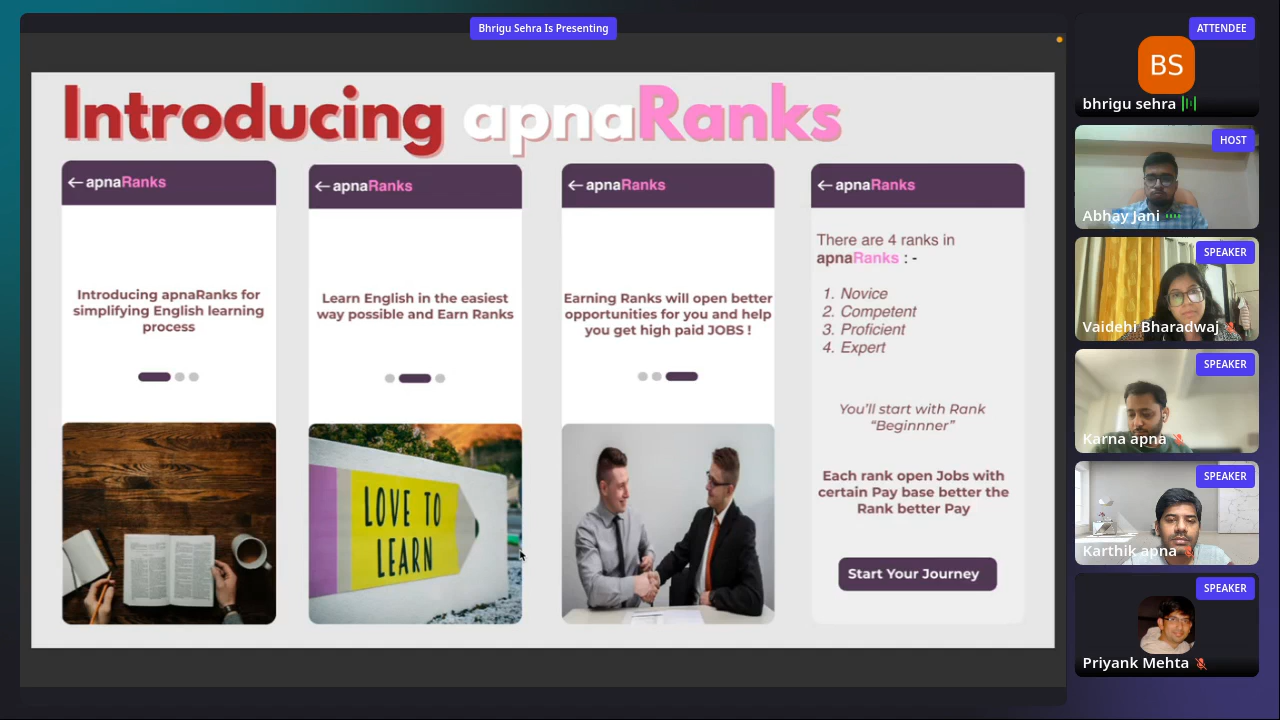 Bhrigu Sehra Is Presenting
Introducing apnaRanks
←apnaRanks
Introducing apnaRanks for
simplifying English learning
process
←apnaRanks
Learn English in the easiest
way possible and Earn Ranks
LOVE TO
LEARN
←apnaRanks
Earning Ranks will open better
opportunities for you and help
you get high paid JOBS !
←apnaRanks
There are 4 ranks in
apnaRanks : -
1. Novice
2. Competent
3. Proficient
4. Expert
You’ll start with Rank
“Beginnner”
Each rank open Jobs with
certain Pay base better the
Rank better Pay
Start Your Journey
ATTENDEE
BS
bhrigu sehra
HOST
Abhay Jani
SPEAKER
Vaidehi Bharadwaj
SPEAKER
Karna apna
SPEAKER
Karthik apna
SPEAKER
Priyank Mehta